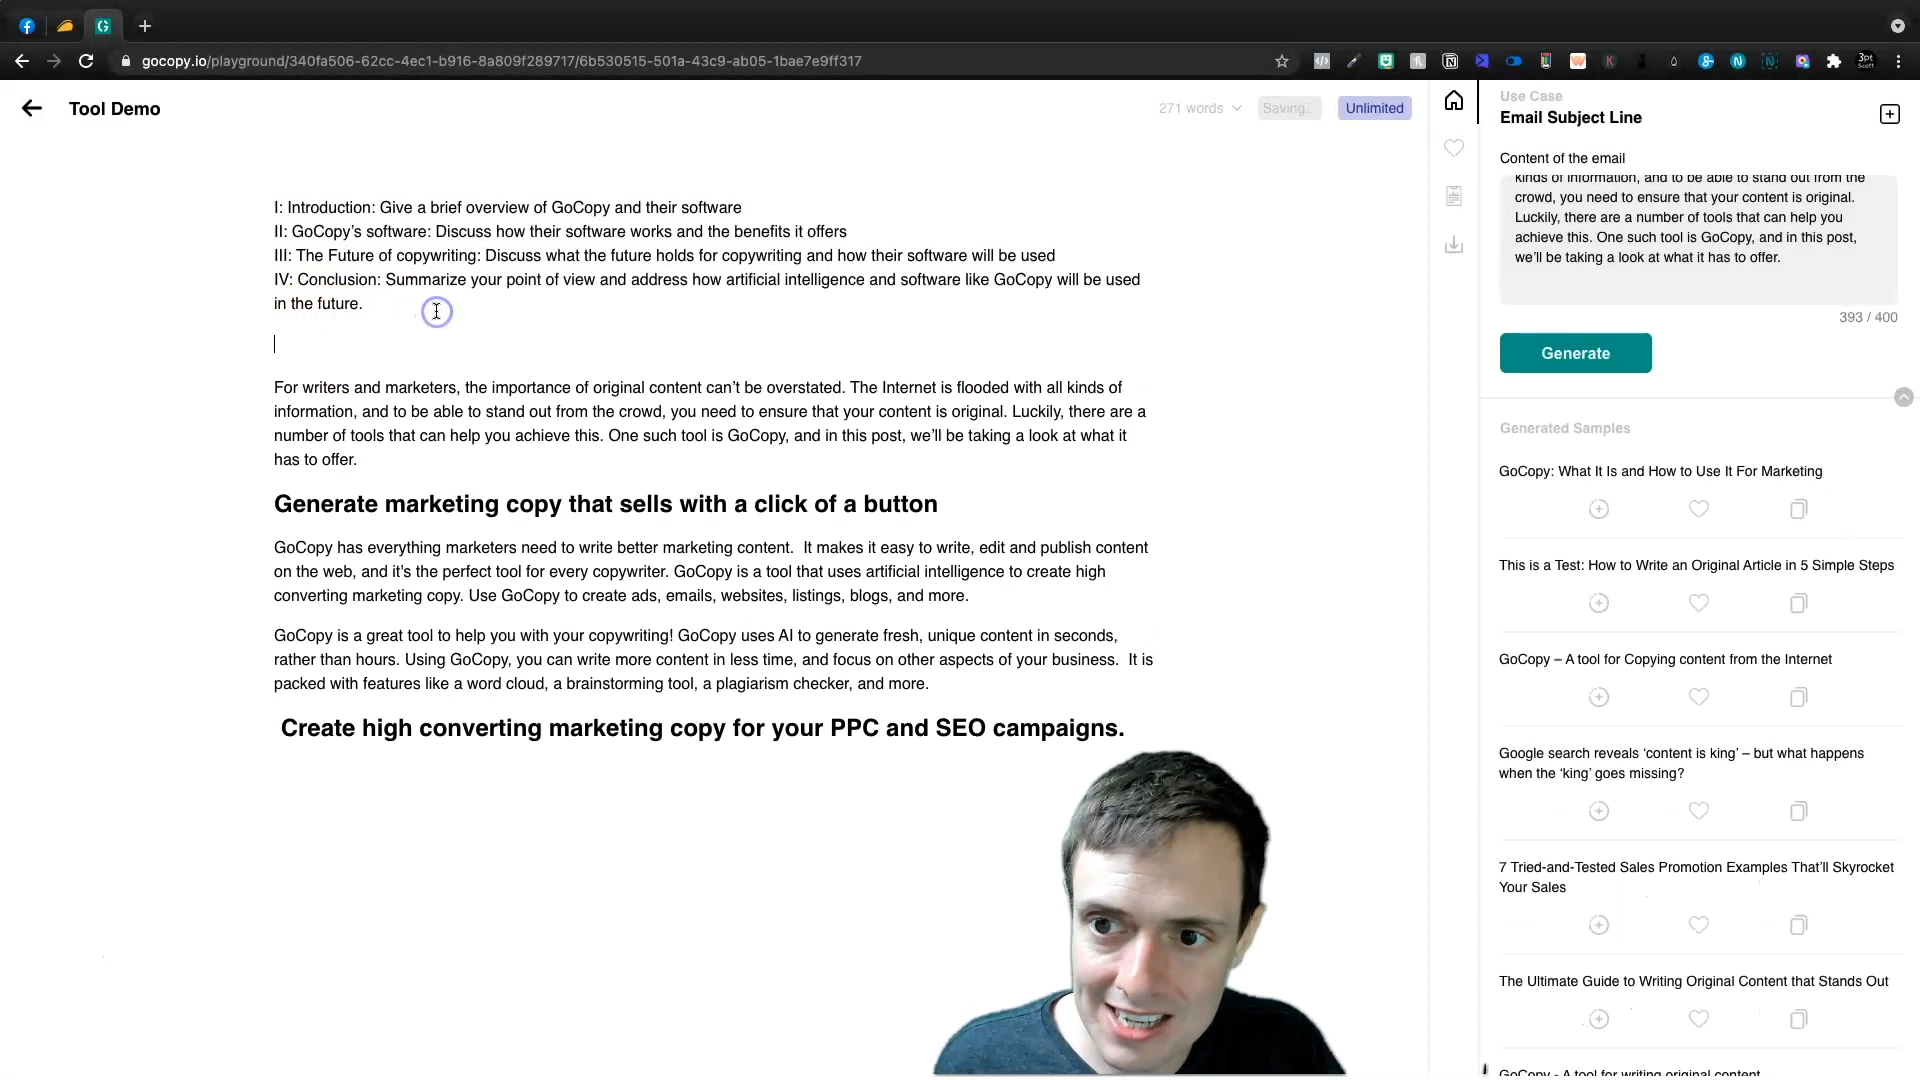 gocopy.io/playground/340fa506-62cc-4ec1-b916-8a809f289717/6b530515-501a-43c9-ab05-1bae7e9ff317
Tool Demo
271 words
Saving..
Unlimited
I: Introduction: Give a brief overview of GoCopy and their software
II: GoCopy’s software: Discuss how their software works and the benefits it offers
III: The Future of copywriting: Discuss what the future holds for copywriting and how their software will be used
IV: Conclusion: Summarize your point of view and address how artificial intelligence and software like GoCopy will be used
in the future.
For writers and marketers, the importance of original content can’t be overstated. The Internet is flooded with all kinds of
information, and to be able to stand out from the crowd, you need to ensure that your content is original. Luckily, there are a
number of tools that can help you achieve this. One such tool is GoCopy, and in this post, we’ll be taking a look at what it
has to offer.
Generate marketing copy that sells with a click of a button
GoCopy has everything marketers need to write better marketing content.  It makes it easy to write, edit and publish content
on the web, and it's the perfect tool for every copywriter. GoCopy is a tool that uses artificial intelligence to create high
converting marketing copy. Use GoCopy to create ads, emails, websites, listings, blogs, and more.
GoCopy is a great tool to help you with your copywriting! GoCopy uses AI to generate fresh, unique content in seconds,
rather than hours. Using GoCopy, you can write more content in less time, and focus on other aspects of your business.  It is
packed with features like a word cloud, a brainstorming tool, a plagiarism checker, and more.
Create high converting marketing copy for your PPC and SEO campaigns.
Use Case
Email Subject Line
Content of the email
kinds of information, and to be able to stand out from the
crowd, you need to ensure that your content is original.
Luckily, there are a number of tools that can help you
achieve this. One such tool is GoCopy, and in this post,
we’ll be taking a look at what it has to offer.
393 / 400
Generate
Generated Samples
GoCopy: What It Is and How to Use It For Marketing
This is a Test: How to Write an Original Article in 5 Simple Steps
GoCopy – A tool for Copying content from the Internet
Google search reveals ‘content is king’ – but what happens
when the ‘king’ goes missing?
7 Tried-and-Tested Sales Promotion Examples That’ll Skyrocket
Your Sales
The Ultimate Guide to Writing Original Content that Stands Out
GoCopy - A tool for writing original content